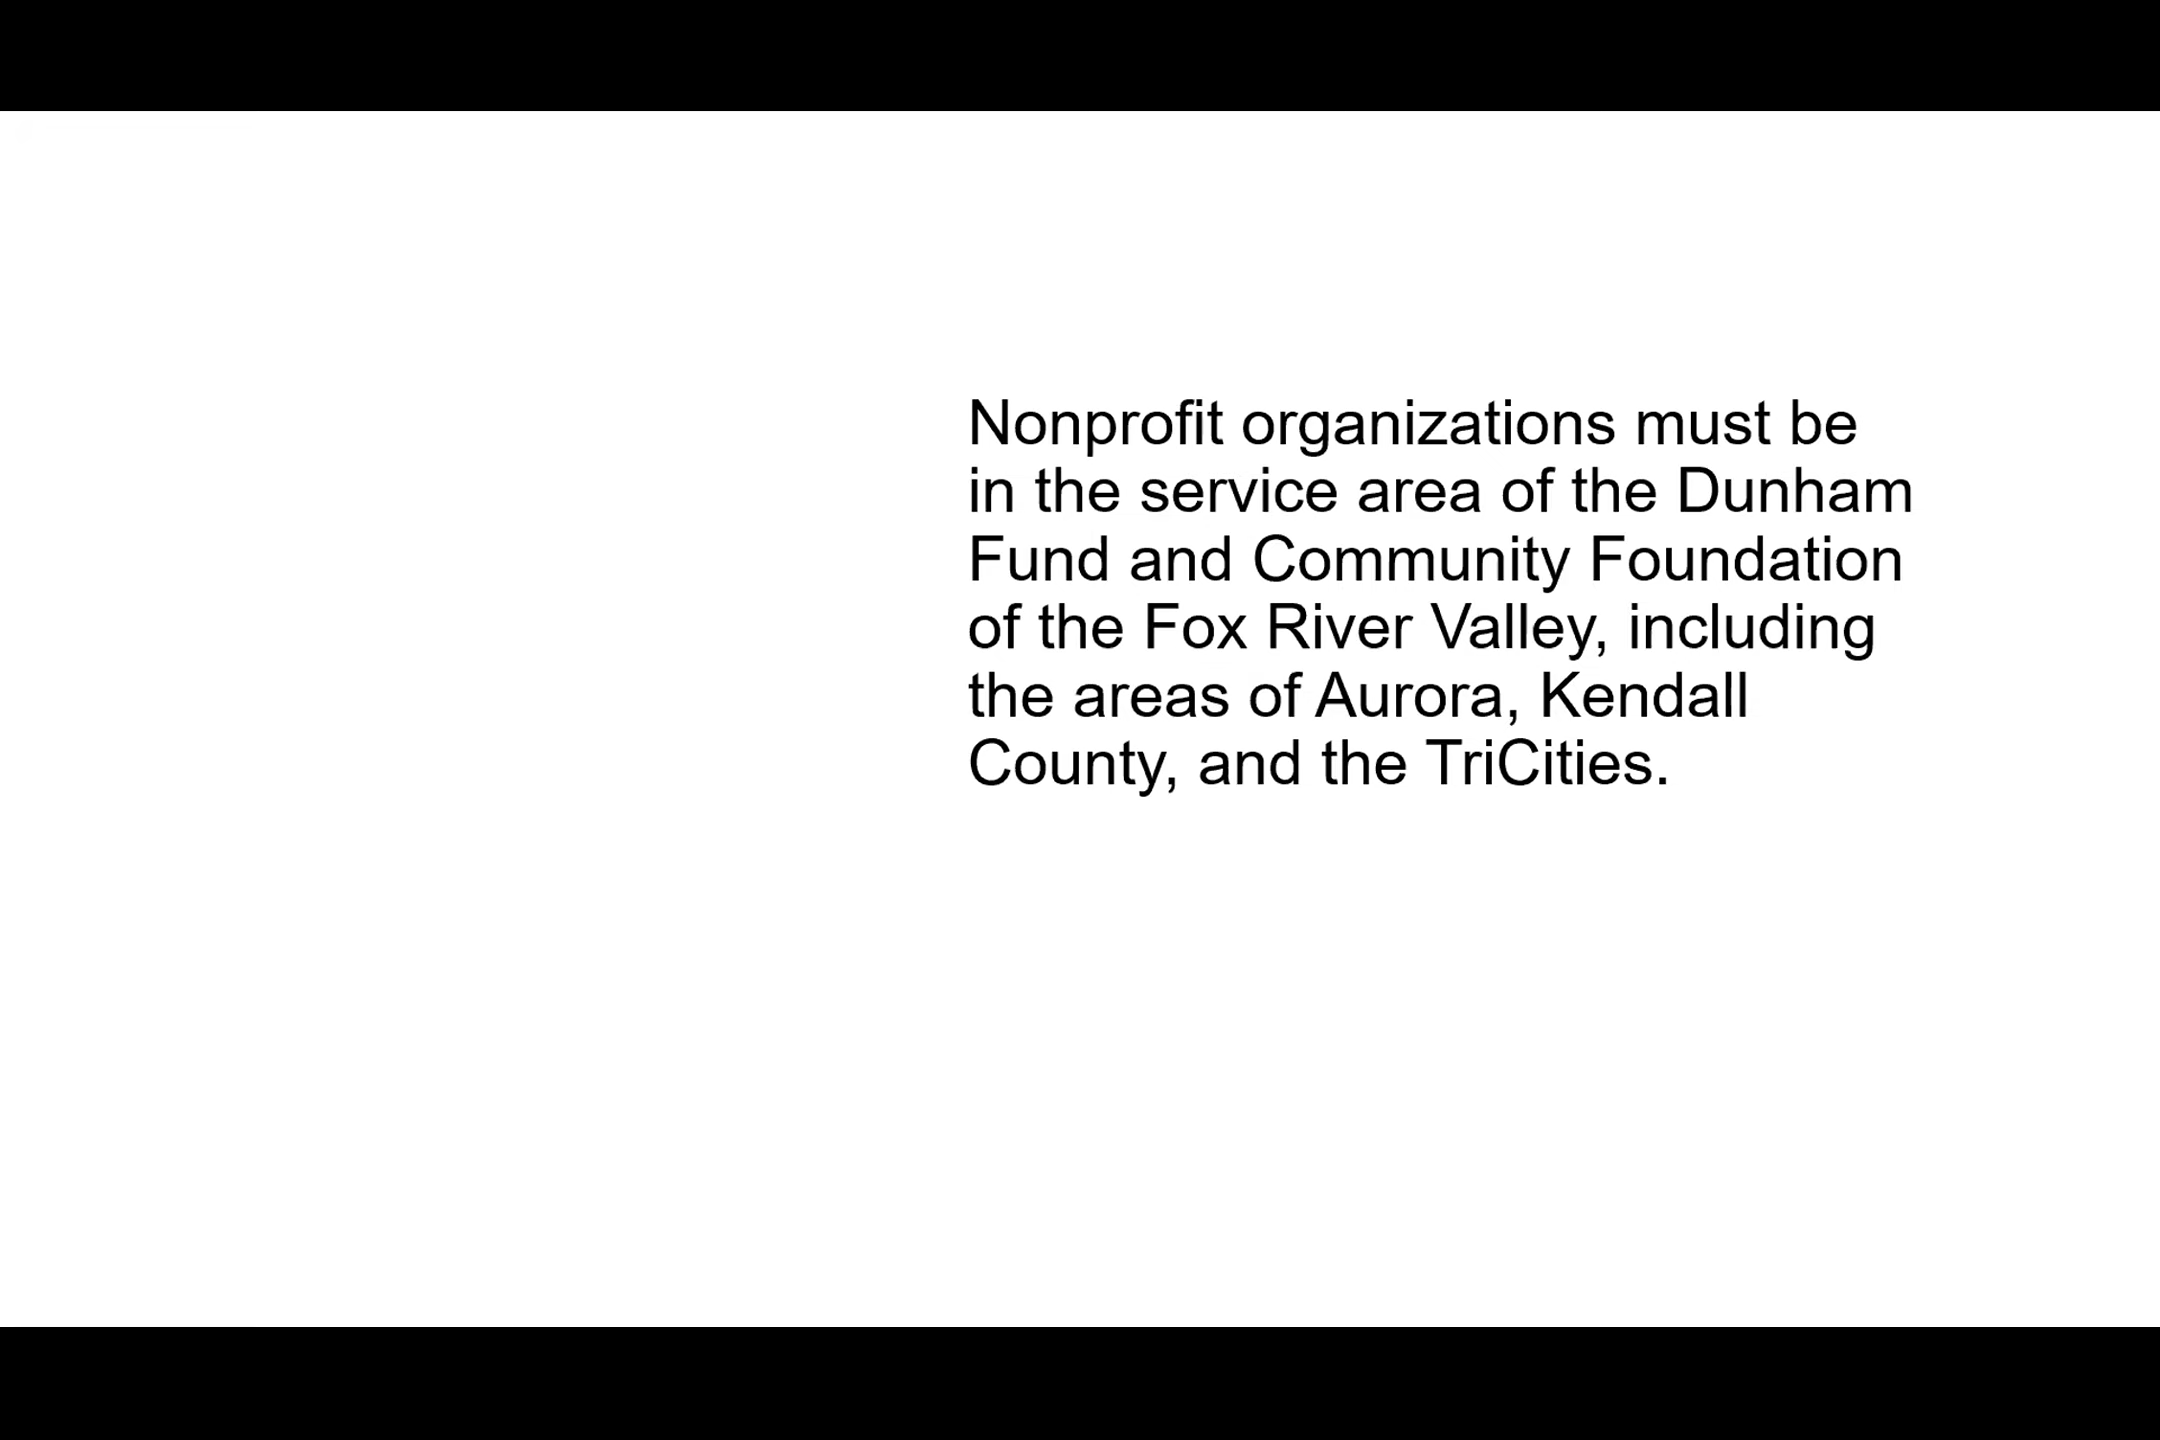 Nonprofit organizations must be
in the service area of the Dunham
Fund and Community Foundation
of the Fox River Valley, including
the areas of Aurora, Kendall
County, and the TriCities.